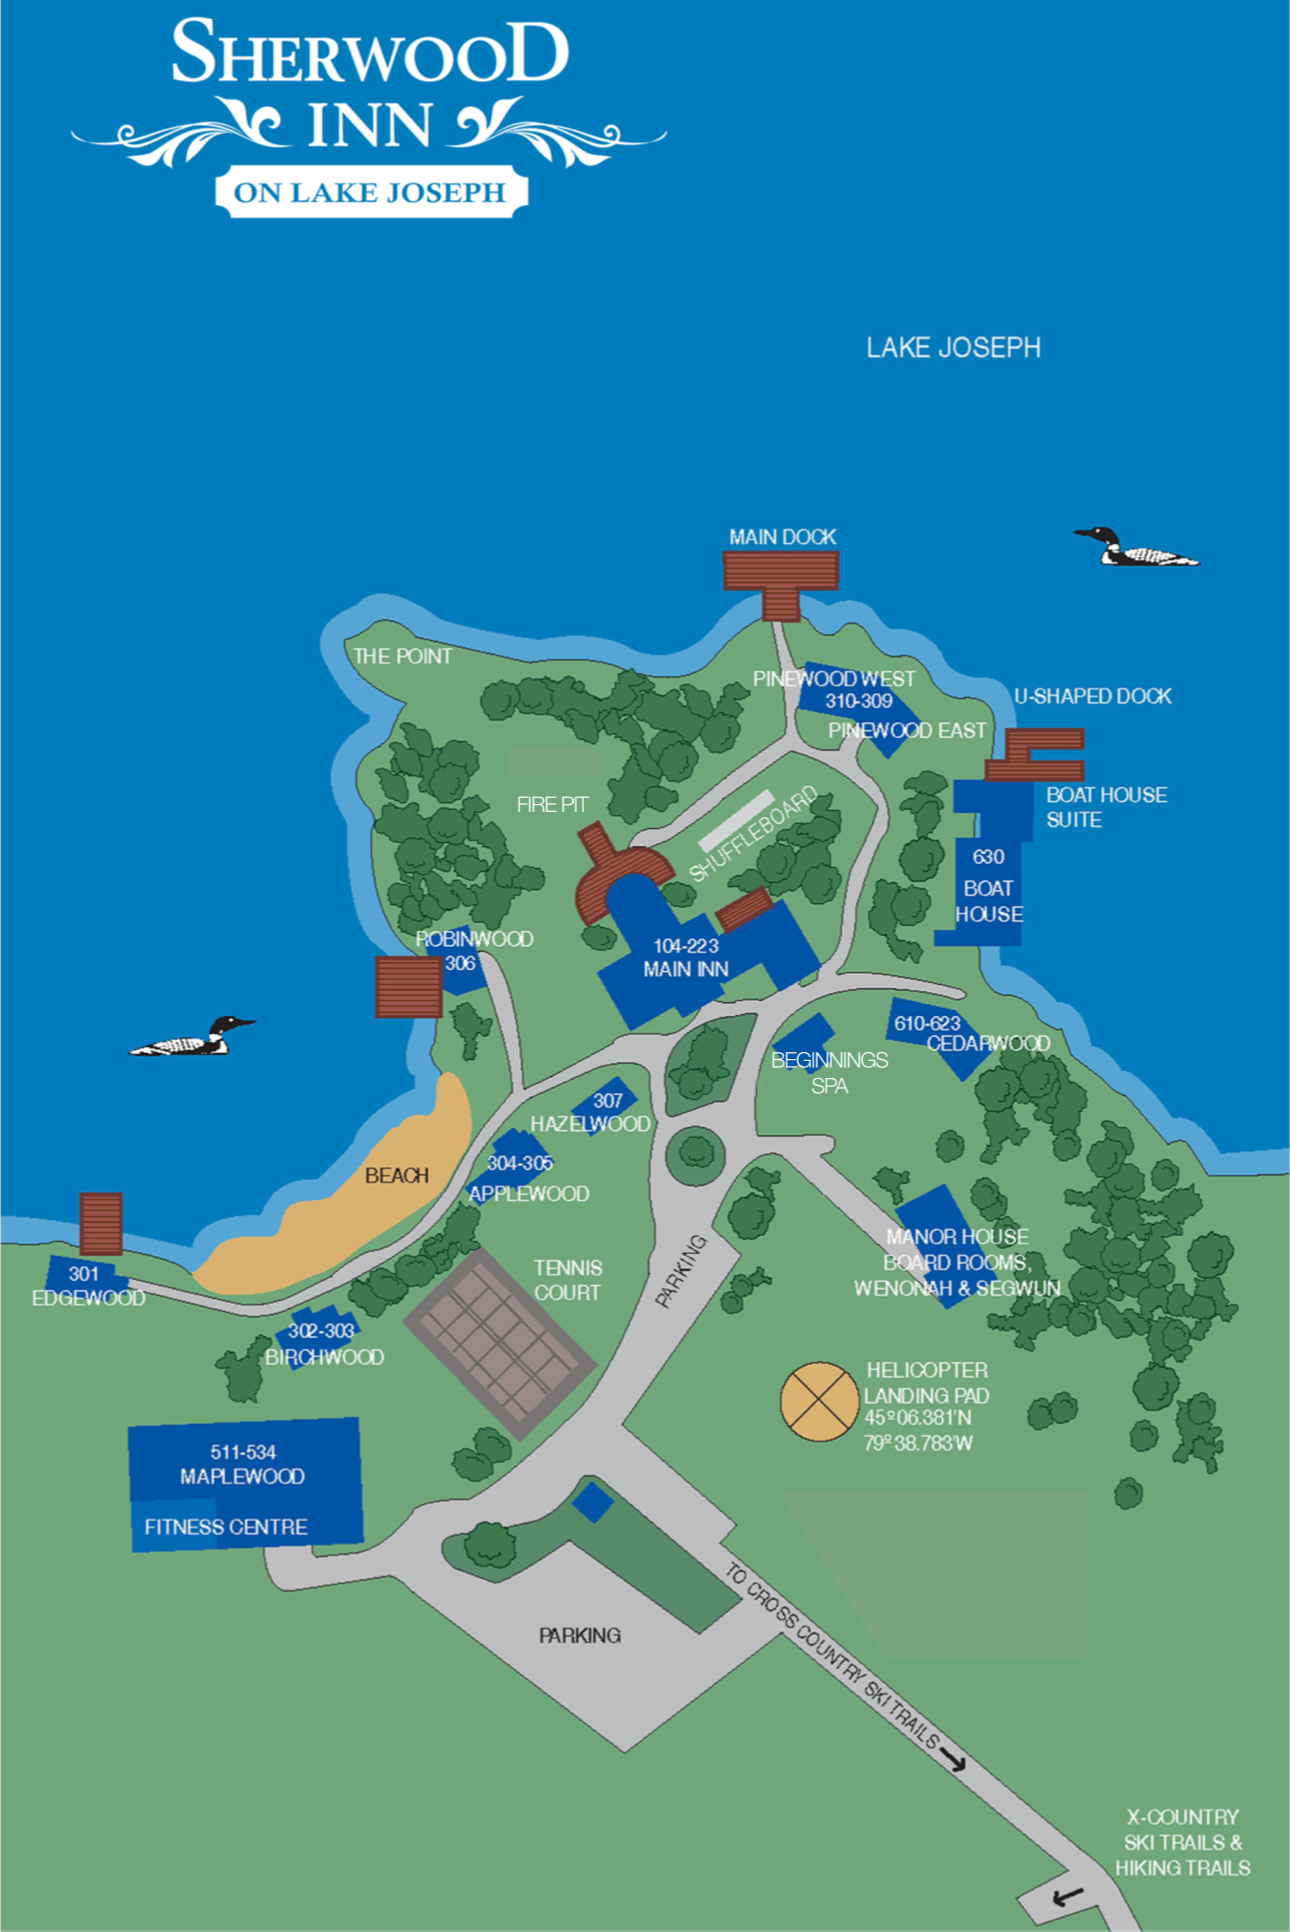 SHERWOOD
INN
ON LAKE JOSEPH
LAKE JOSEPH
MAIN DOCK
THE POINT
PINEWOOD WEST
310-309
PINEWOOD EAST
U-SHAPED DOCK
BOAT HOUSE
SUITE
FIRE PIT
SHUFFLEBOARD
630
BOAT
HOUSE
ROBINWOOD
306
104-223
MAIN INN
610-623
CEDARWOOD
BEGINNINGS
SPA
307
HAZELWOOD
304-305
APPLEWOOD
BEACH
301
EDGEWOOD
302-303
BIRCHWOOD
TENNIS
COURT
PARKING
MANOR HOUSE
BOARD ROOMS,
WENONAH & SEGWUN
HELICOPTER
LANDING PAD
45º06.381'N
79º38.783'W
511-534
MAPLEWOOD
FITNESS CENTRE
PARKING
TO CROSS COUNTRY SKI TRAILS
X-COUNTRY
SKI TRAILS &
HIKING TRAILS